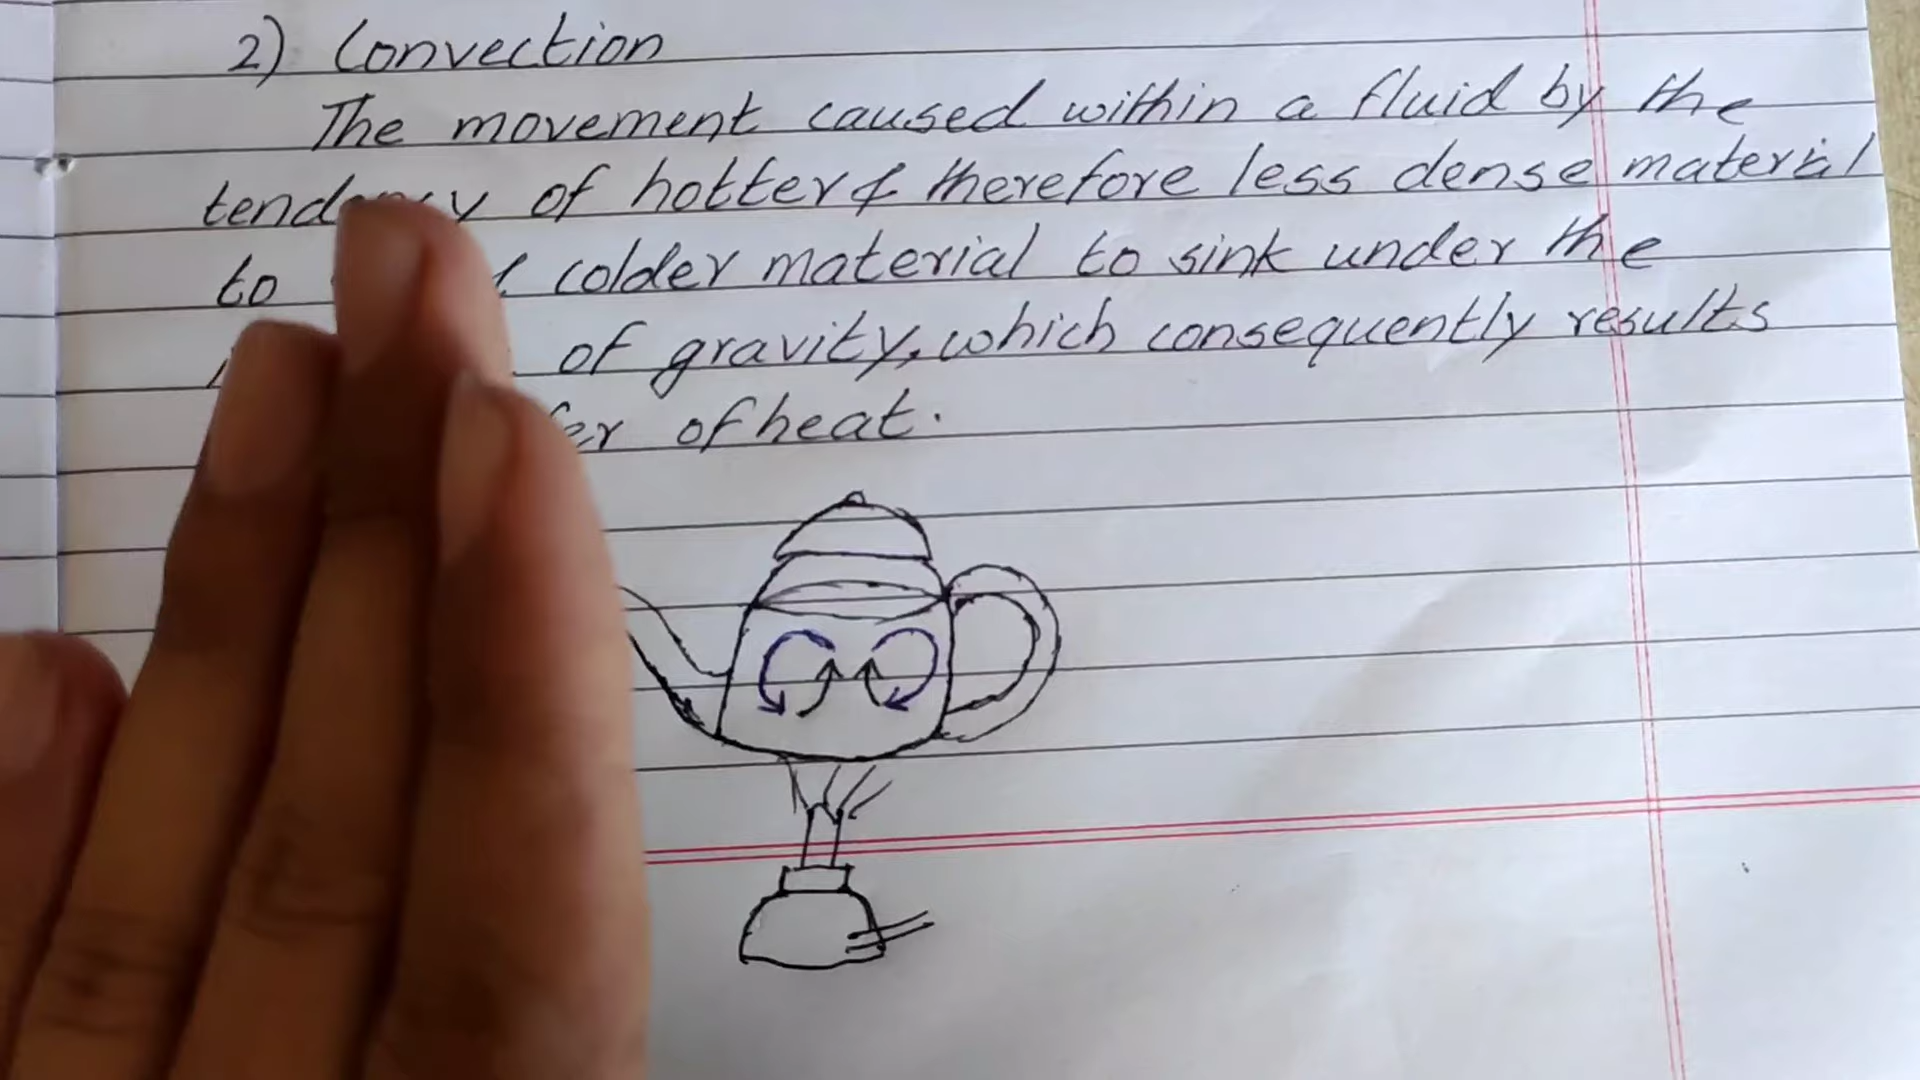 2) Convection
The movement caused within a fluid by the
of hotter & therefore less dense material
to colder material to sink under the
of gravity, which consequently results
of heat.